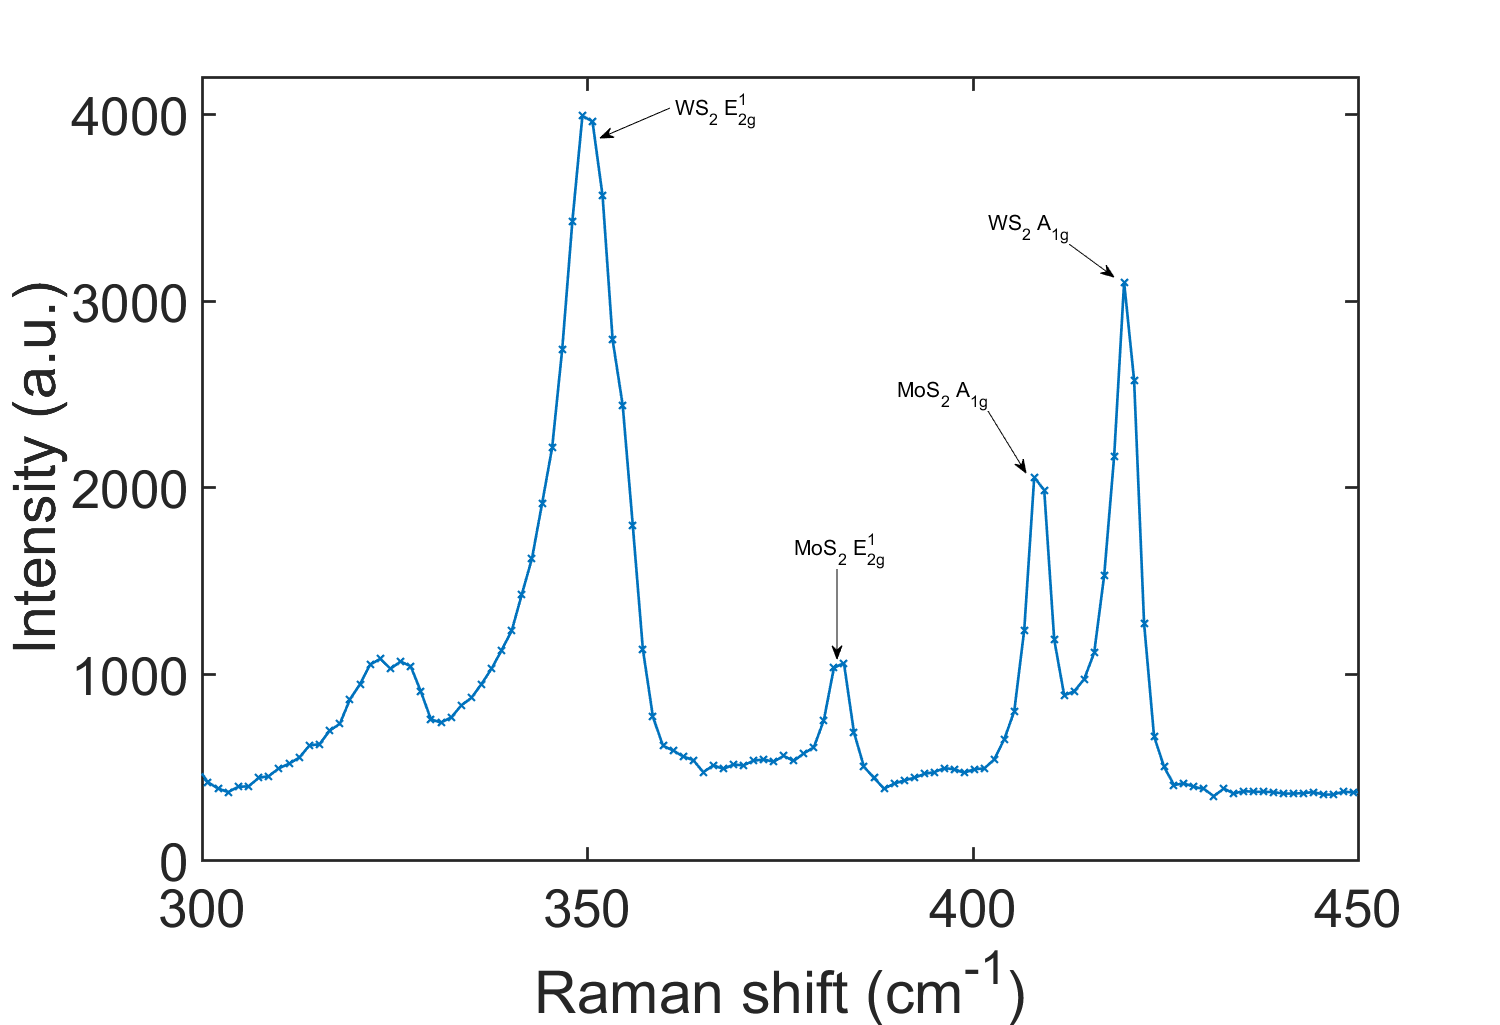 4000
3000
2000
1000
0
300 350 400 450
Intensity (a.u.)
Raman shift (cm⁻¹)
WS₂ E¹₂g
WS₂ A₁g
MoS₂ A₁g
MoS₂ E¹₂g